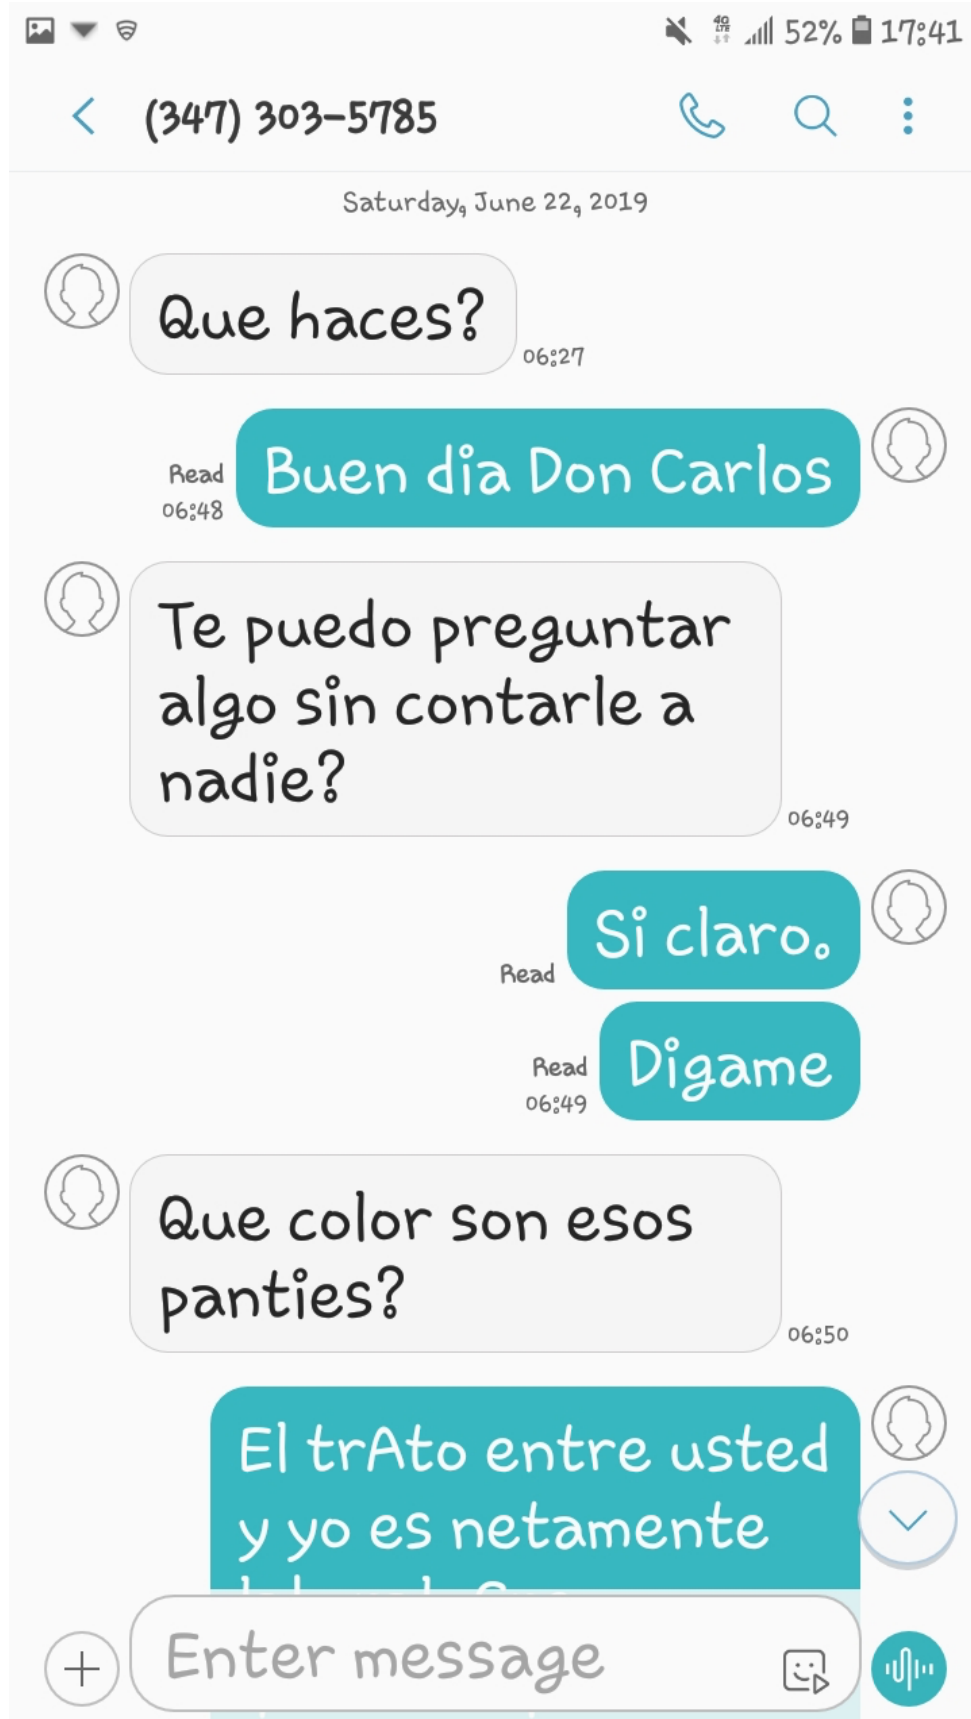 52% 17:41
(347) 303-5785
Saturday, June 22, 2019
Que haces?
06:27
Buen dia Don Carlos
Read
06:48
Te puedo preguntar
algo sin contarle a
nadie?
06:49
Si claro.
Read
Digame
Read
06:49
Que color son esos
panties?
06:50
El trAto entre usted
y yo es netamente
Enter message